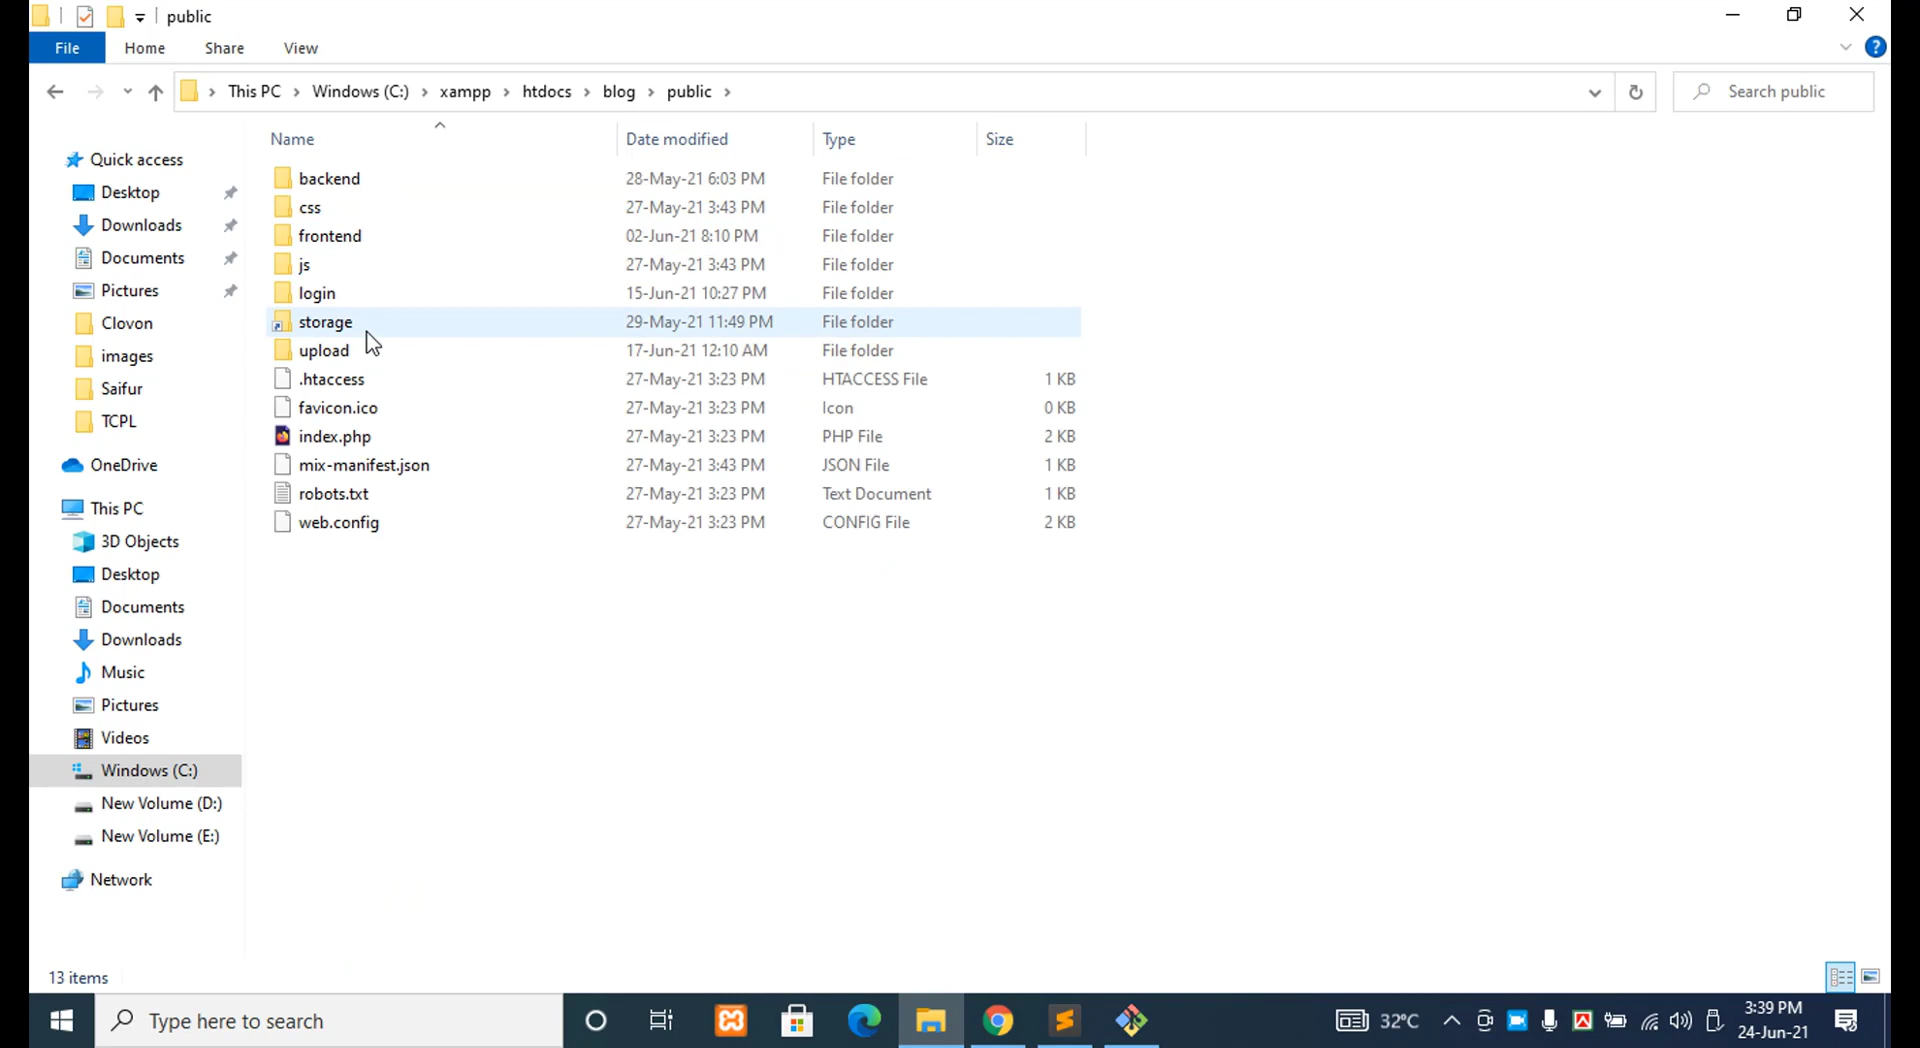 public
File Home Share View
This PC Windows (C:) xampp htdocs blog public Search public
Name Date modified Type Size
Quick access
Desktop
Downloads
Documents
Pictures
Clovon
images
Saifur
TCPL
OneDrive
This PC
3D Objects
Desktop
Documents
Downloads
Music
Pictures
Videos
Windows (C:)
New Volume (D:)
New Volume (E:)
Network
backend 28-May-21 6:03 PM File folder
css 27-May-21 3:43 PM File folder
frontend 02-Jun-21 8:10 PM File folder
js 27-May-21 3:43 PM File folder
login 15-Jun-21 10:27 PM File folder
storage 29-May-21 11:49 PM File folder
upload 17-Jun-21 12:10 AM File folder
.htaccess 27-May-21 3:23 PM HTACCESS File 1 KB
favicon.ico 27-May-21 3:23 PM Icon 0 KB
index.php 27-May-21 3:23 PM PHP File 2 KB
mix-manifest.json 27-May-21 3:43 PM JSON File 1 KB
robots.txt 27-May-21 3:23 PM Text Document 1 KB
web.config 27-May-21 3:23 PM CONFIG File 2 KB
13 items
Type here to search
32°C
3:39 PM
24-Jun-21